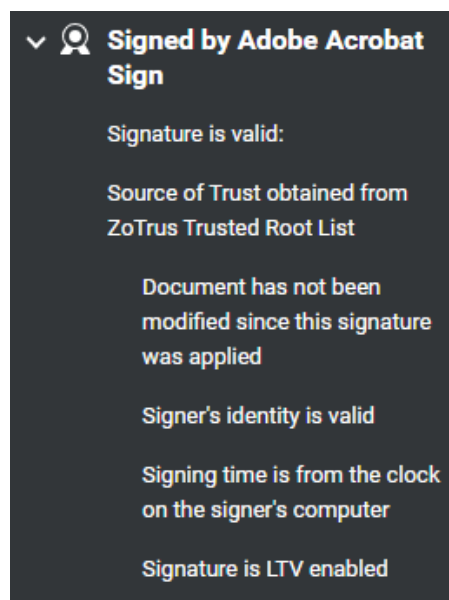 Signed by Adobe Acrobat
Sign
Signature is valid:
Source of Trust obtained from
ZoTrus Trusted Root List
Document has not been
modified since this signature
was applied
Signer's identity is valid
Signing time is from the clock
on the signer's computer
Signature is LTV enabled